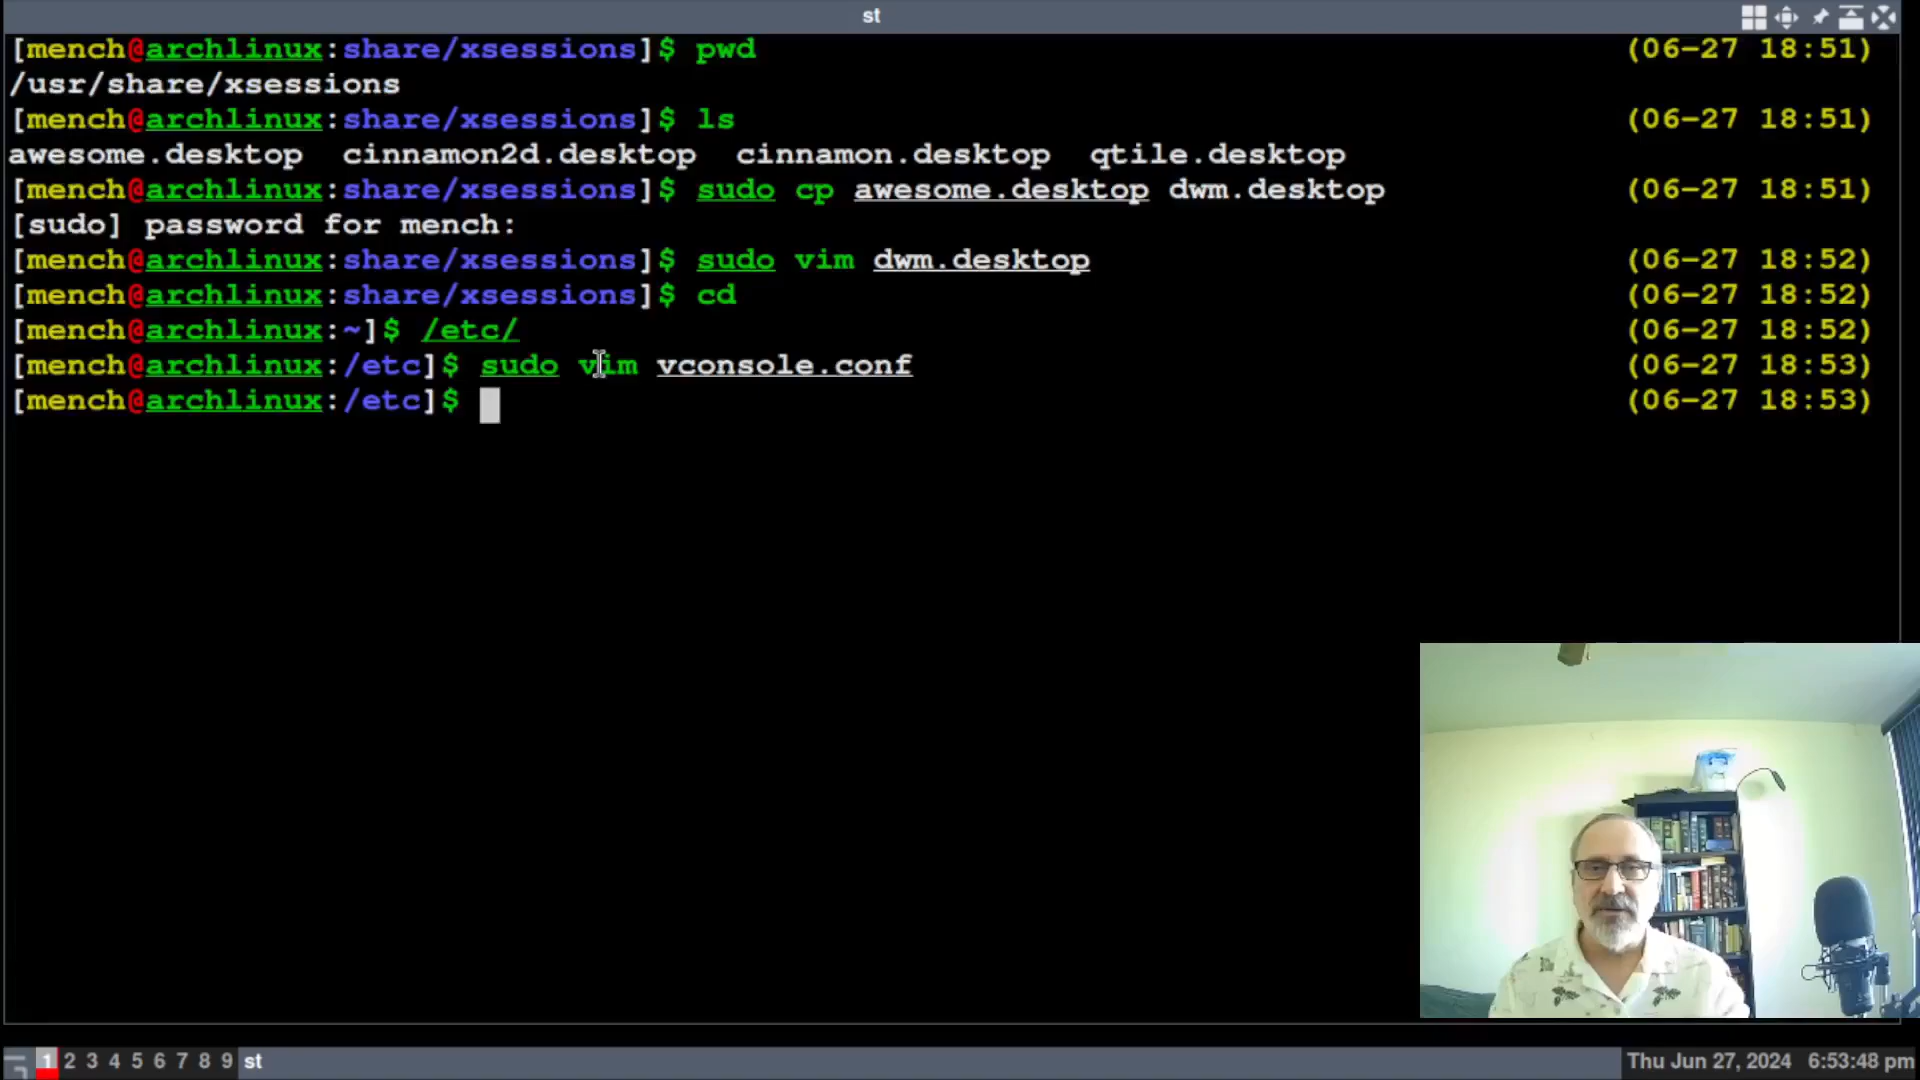 st
[mench@archlinux:share/xsessions]$ pwd (06-27 18:51)
/usr/share/xsessions
[mench@archlinux:share/xsessions]$ ls (06-27 18:51)
awesome.desktop cinnamon2d.desktop cinnamon.desktop qtile.desktop
[mench@archlinux:share/xsessions]$ sudo cp awesome.desktop dwm.desktop (06-27 18:51)
[sudo] password for mench:
[mench@archlinux:share/xsessions]$ sudo vim dwm.desktop (06-27 18:52)
[mench@archlinux:share/xsessions]$ cd (06-27 18:52)
[mench@archlinux:~]$ /etc/ (06-27 18:52)
[mench@archlinux:/etc]$ sudo vim vconsole.conf (06-27 18:53)
[mench@archlinux:/etc]$ (06-27 18:53)
1 2 3 4 5 6 7 8 9 st Thu Jun 27, 2024 6:53:48 pm